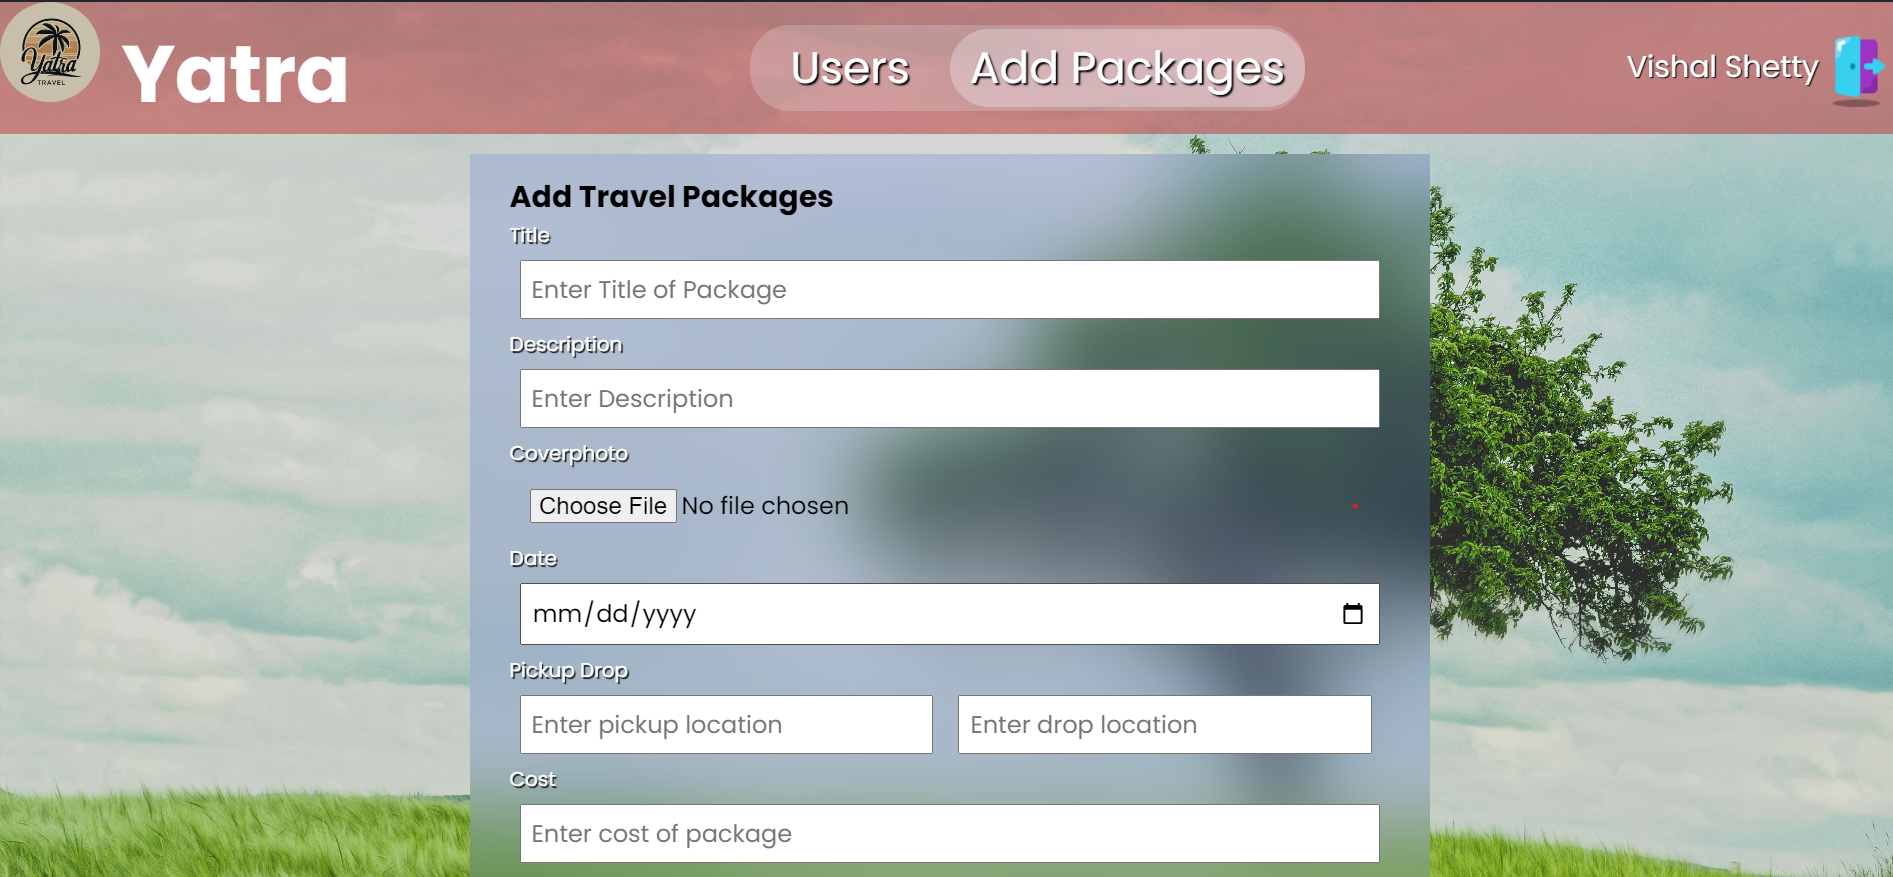 Yatra
TRAVEL
Yatra
Users
Add Packages
Vishal Shetty
Add Travel Packages
Title
Enter Title of Package
Description
Enter Description
Coverphoto
Choose File No file chosen
Date
mm/dd/yyyy
Pickup Drop
Enter pickup location
Enter drop location
Cost
Enter cost of package